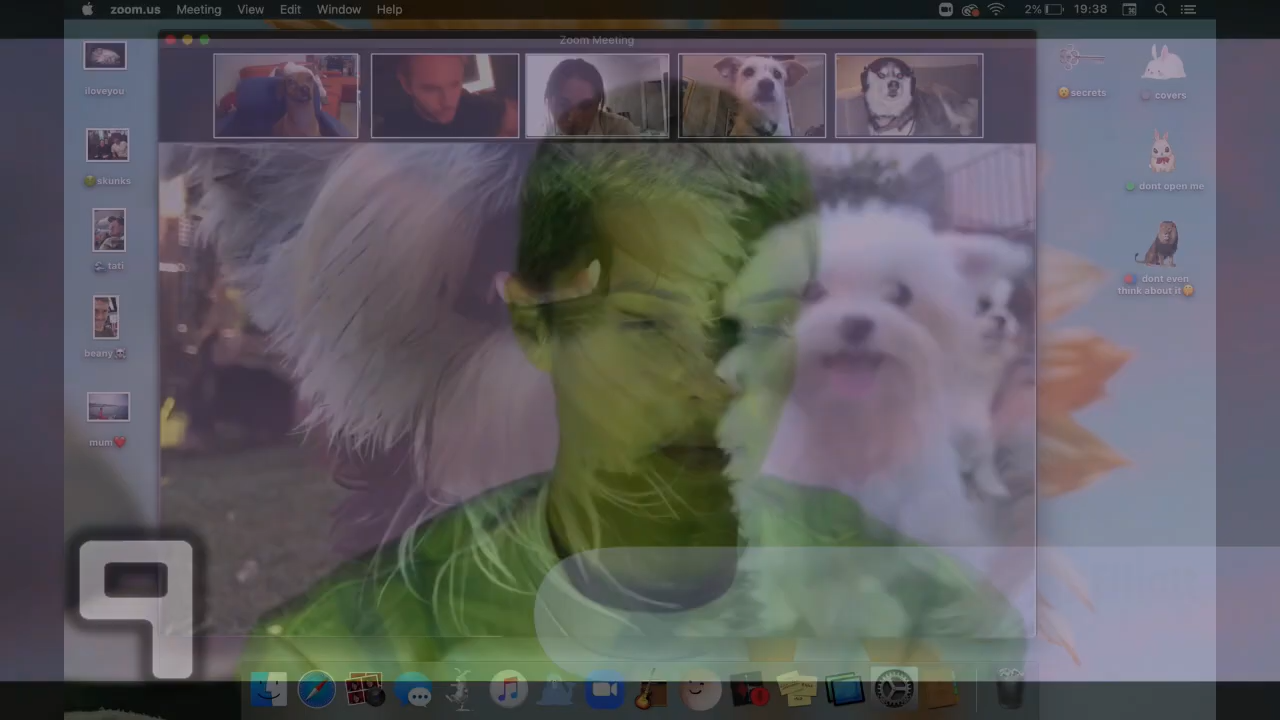 zoom.us Meeting View Edit Window Help 2% 19:38
Zoom Meeting
iloveyou
skunks
tati
beany
mum
secrets
covers
dont open me
dont even
think about it
9